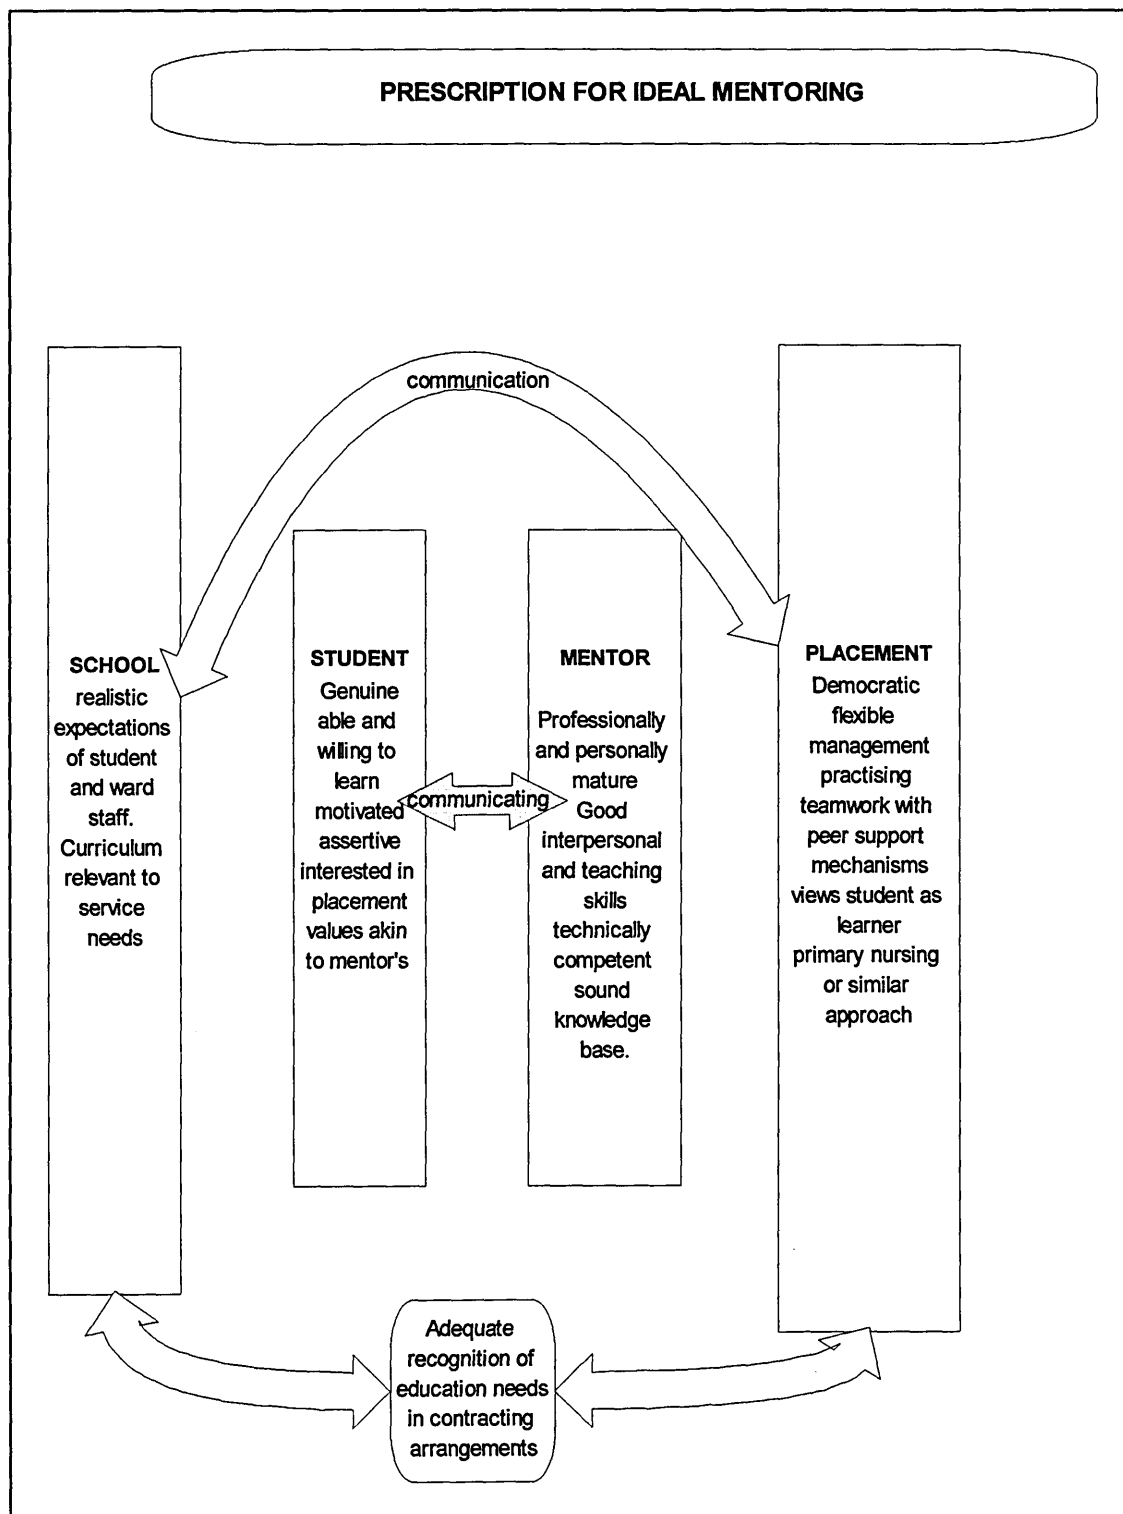 PRESCRIPTION FOR IDEAL MENTORING
communication
SCHOOL
realistic
expectations
of student
and ward
staff.
Curriculum
relevant to
service
needs
STUDENT
Genuine
able and
willing to
learn
motivated
assertive
interested in
placement
values akin
to mentor's
communicating
MENTOR
Professionally
and personally
mature
Good
interpersonal
and teaching
skills
technically
competent
sound
knowledge
base.
PLACEMENT
Democratic
flexible
management
practising
teamwork with
peer support
mechanisms
views student as
learner
primary nursing
or similar
approach
Adequate
recognition of
education needs
in contracting
arrangements